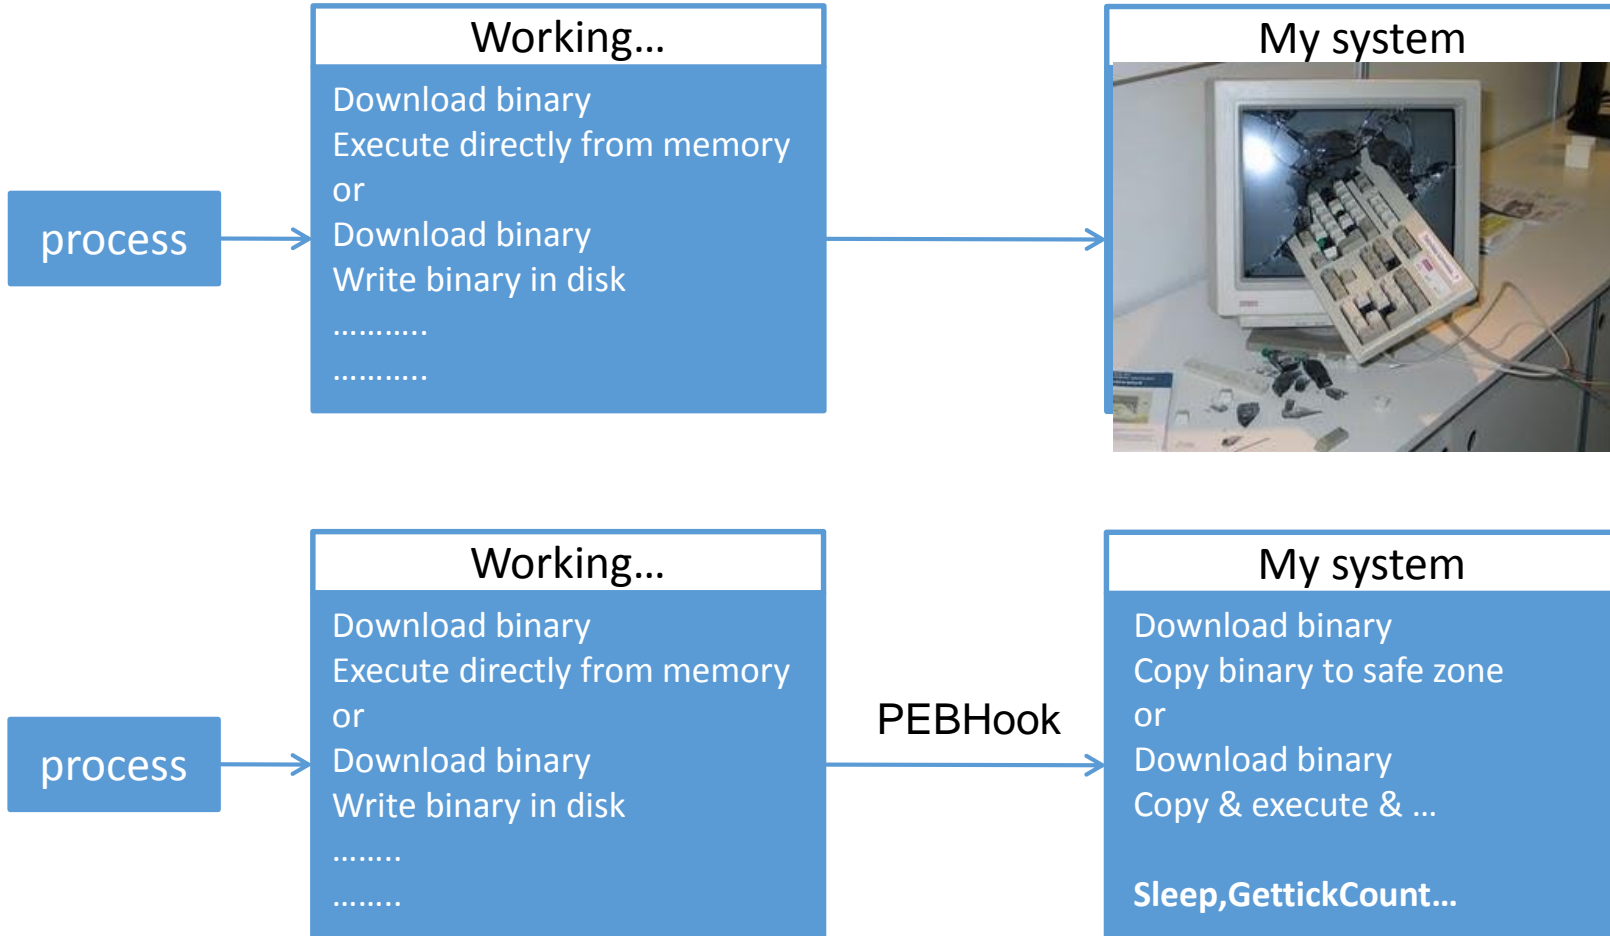 Working...
My system
Download binary
Execute directly from memory
or
process
Download binary
Write binary in disk
………..
………..
Working...
My system
Download binary
Execute directly from memory
or
process
Download binary
Write binary in disk
……..
……..
PEBHook
Download binary
Copy binary to safe zone
or
Download binary
Copy & execute & ...
Sleep,GettickCount...